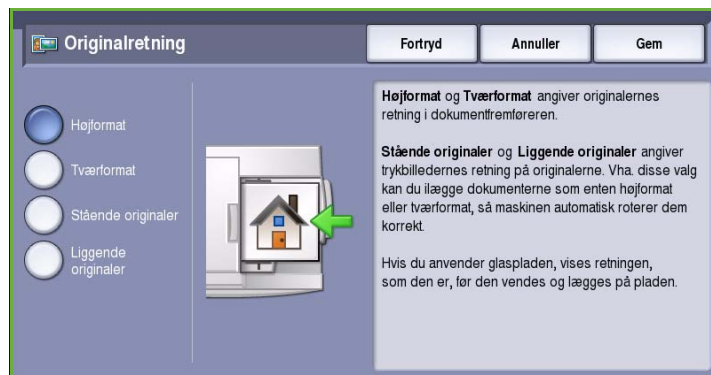 Originalretning
Fortryd
Annuller
Gem
Højformat
Tværformat
Stående originaler
Liggende
originaler
Højformat og Tværformat angiver originalernes
retning i dokumentfremføreren.
Stående originaler og Liggende originaler angiver
trykbilledernes retning på originalerne. Vha. disse valg
kan du ilægge dokumenterne som enten højformat
eller tværformat, så maskinen automatisk roterer dem
korrekt.
Hvis du anvender glaspladen, vises retningen,
som den er, før den vendes og lægges på pladen.